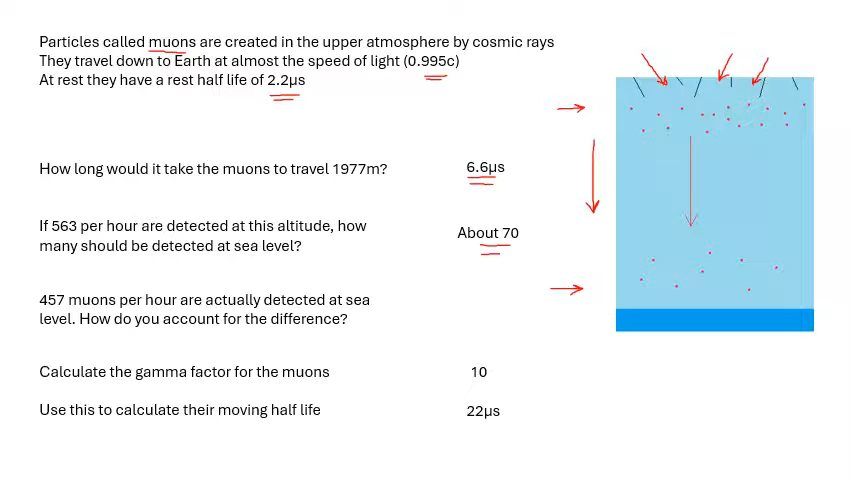 Particles called muons are created in the upper atmosphere by cosmic rays
They travel down to Earth at almost the speed of light (0.995c)
At rest they have a rest half life of 2.2µs
How long would it take the muons to travel 1977m? 6.6µs
If 563 per hour are detected at this altitude, how
many should be detected at sea level? About 70
457 muons per hour are actually detected at sea
level. How do you account for the difference?
Calculate the gamma factor for the muons 10
Use this to calculate their moving half life 22µs